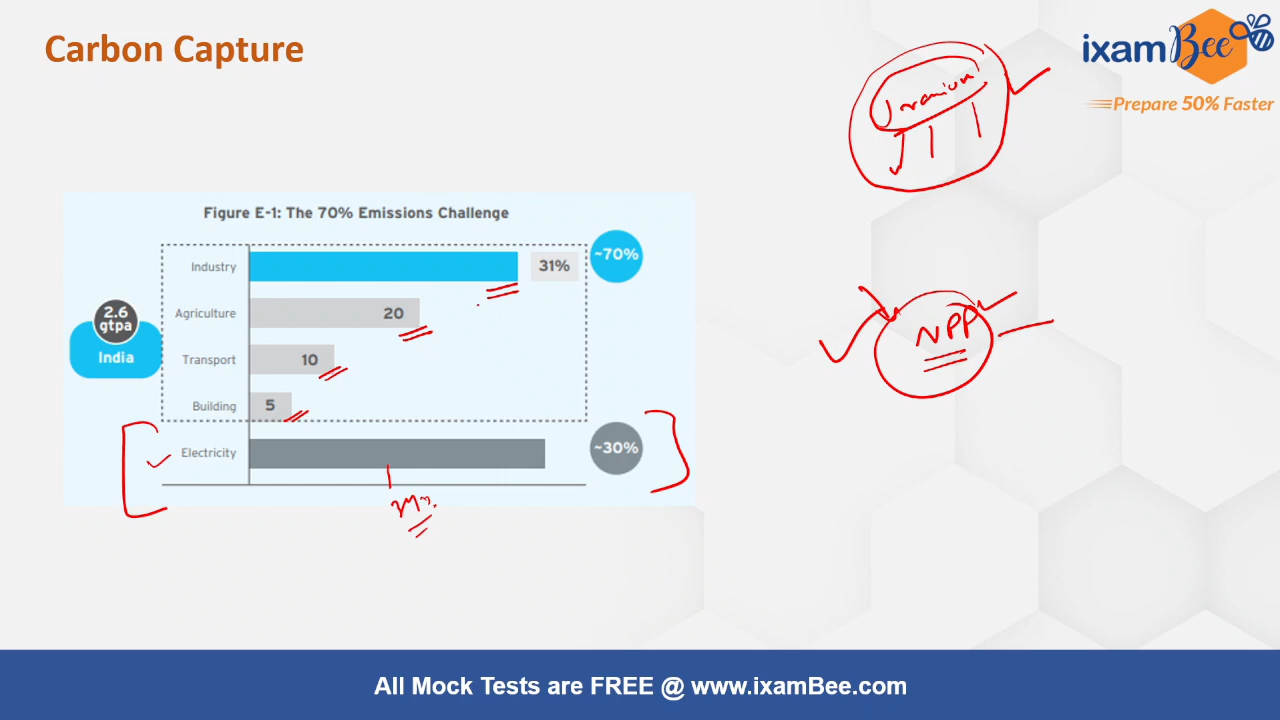 Carbon Capture
ixamBee
Prepare 50% Faster
Uranium
Figure E-1: The 70% Emissions Challenge
Industry 31% ~70%
2.6 gtpa
India
Agriculture 20
Transport 10
Building 5
Electricity ~30%
NPP
All Mock Tests are FREE @ www.ixamBee.com